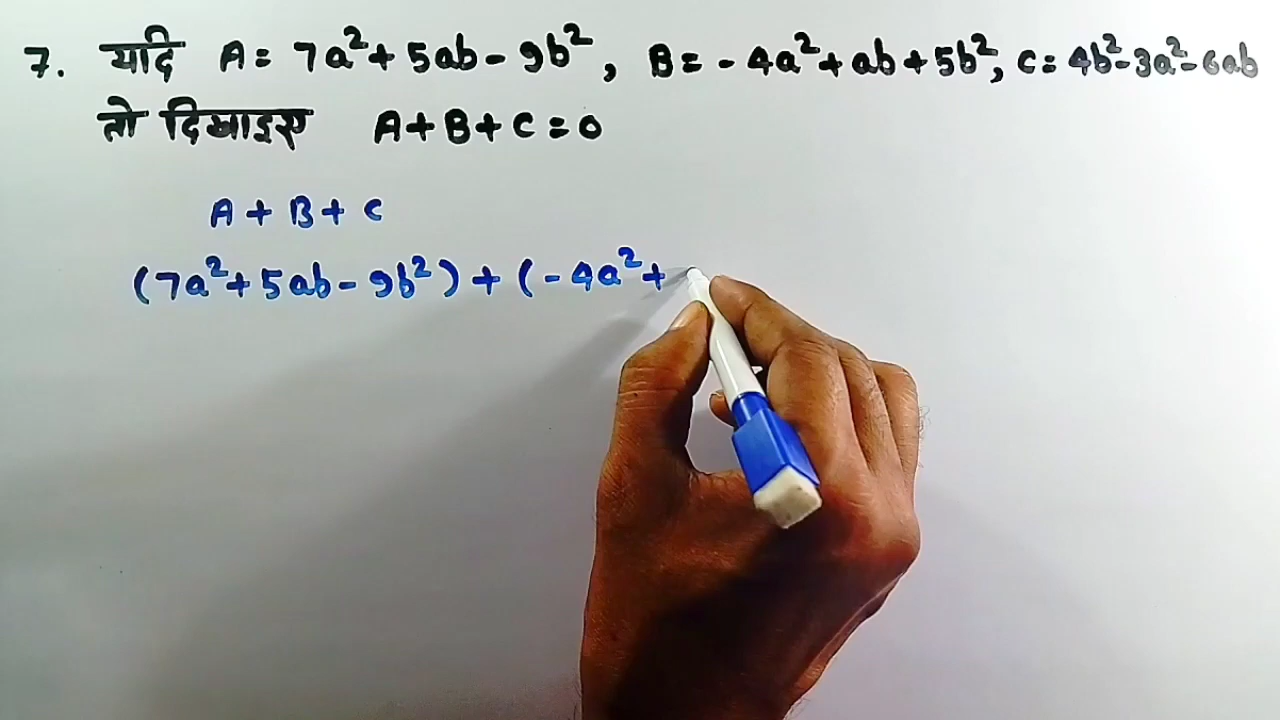 7. यदि A = 7a² + 5ab - 9b², B = - 4a² + ab + 5b², C = 4b² - 3a² - 6ab
तो दिखाइए A + B + C = 0
A + B + C
(7a² + 5ab - 9b²) + (- 4a² +